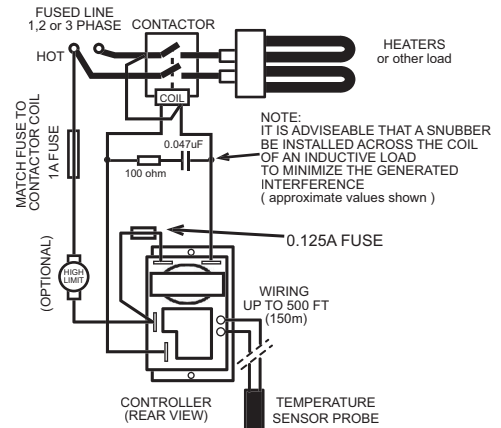 FUSED LINE
1,2 or 3 PHASE
CONTACTOR
HOT
HEATERS
or other load
COIL
MATCH FUSE TO
CONTACTOR COIL
1A FUSE
0.047uF
100 ohm
NOTE:
IT IS ADVISEABLE THAT A SNUBBER
BE INSTALLED ACROSS THE COIL
OF AN INDUCTIVE LOAD
TO MINIMIZE THE GENERATED
INTERFERENCE
( approximate values shown )
0.125A FUSE
(OPTIONAL)
HIGH
LIMIT
WIRING
UP TO 500 FT
(150m)
CONTROLLER
(REAR VIEW)
TEMPERATURE
SENSOR PROBE